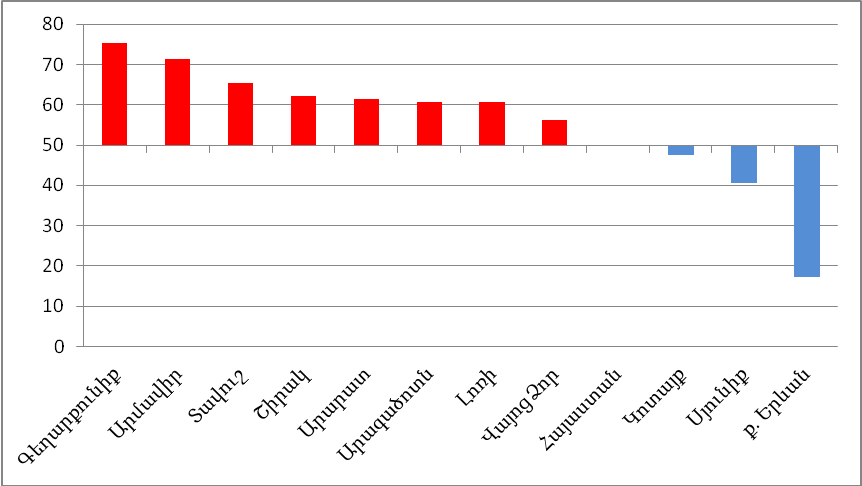 80
70
60
50
40
30
20
10
0
Գեղարքունիք
Արմավիր
Տավուշ
Շիրակ
Արարատ
Արագածոտն
Լոռի
Վայոց Ձոր
Հայաստան
Կոտայք
Սյունիք
ք. Երևան